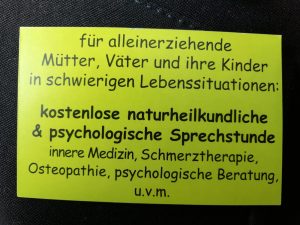 für alleinerziehende
Mütter, Väter und ihre Kinder
in schwierigen Lebenssituationen:
kostenlose naturheilkundliche
& psychologische Sprechstunde
innere Medizin, Schmerztherapie,
Osteopathie, psychologische Beratung,
u.v.m.